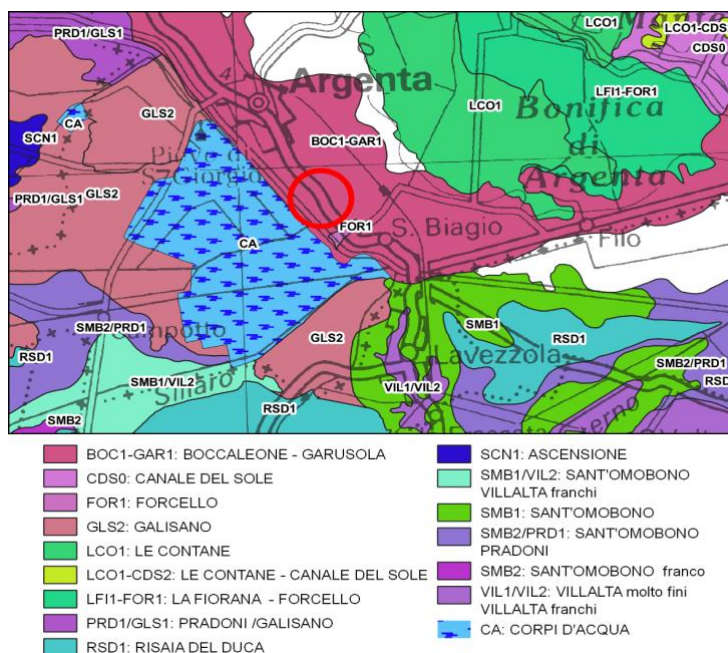 PRD1/GLS1
LCO1
LCO1-CDS
CDS0
4
Argenta
GLS2
CA
LCO1
LFI1-FOR1
SCN1
BOC1-GAR1
Bonifica
Pieve di
di
S. Giorgio
PRD1/GLS1
GLS2
Argenta
FOR1
S. Biagio
CA
Filo
SMB2/PRD1
GLS2
SMB1
RSD1
RSD1
Lavezzola
SMB2/PRD1
SMB1/VIL2
VIL1/VIL2
RSD
Sillaro
SMB2
RSD1
BOC1-GAR1: BOCCALEONE - GARUSOLA
CDS0: CANALE DEL SOLE
FOR1: FORCELLO
GLS2: GALISANO
LCO1: LE CONTANE
LCO1-CDS2: LE CONTANE - CANALE DEL SOLE
LFI1-FOR1: LA FIORANA - FORCELLO
PRD1/GLS1: PRADONI /GALISANO
RSD1: RISAIA DEL DUCA
SCN1: ASCENSIONE
SMB1/VIL2: SANT'OMOBONO
VILLALTA franchi
SMB1: SANT'OMOBONO
SMB2/PRD1: SANT'OMOBONO
PRADONI
SMB2: SANT'OMOBONO franco
VIL1/VIL2: VILLALTA molto fini
VILLALTA franchi
CA: CORPI D'ACQUA